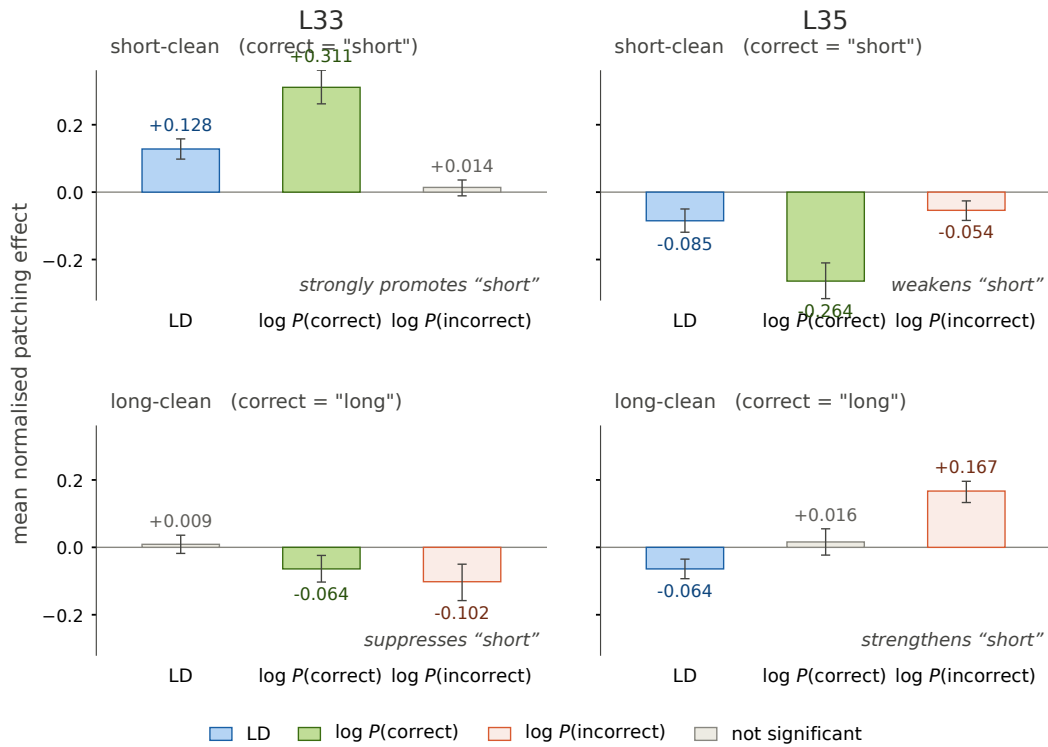 L33
short-clean (correct = "short")
+0.311
+0.128
+0.014
0.2
0.0
−0.2
strongly promotes “short”
LD
log P(correct)
log P(incorrect)
L35
short-clean (correct = "short")
-0.085
-0.264
-0.054
weakens “short”
LD
log P(correct)
log P(incorrect)
mean normalised patching effect
long-clean (correct = "long")
+0.009
-0.064
-0.102
0.2
0.0
−0.2
suppresses “short”
LD
log P(correct)
log P(incorrect)
long-clean (correct = "long")
+0.167
+0.016
-0.064
strengthens “short”
LD
log P(correct)
log P(incorrect)
LD
log P(correct)
log P(incorrect)
not significant